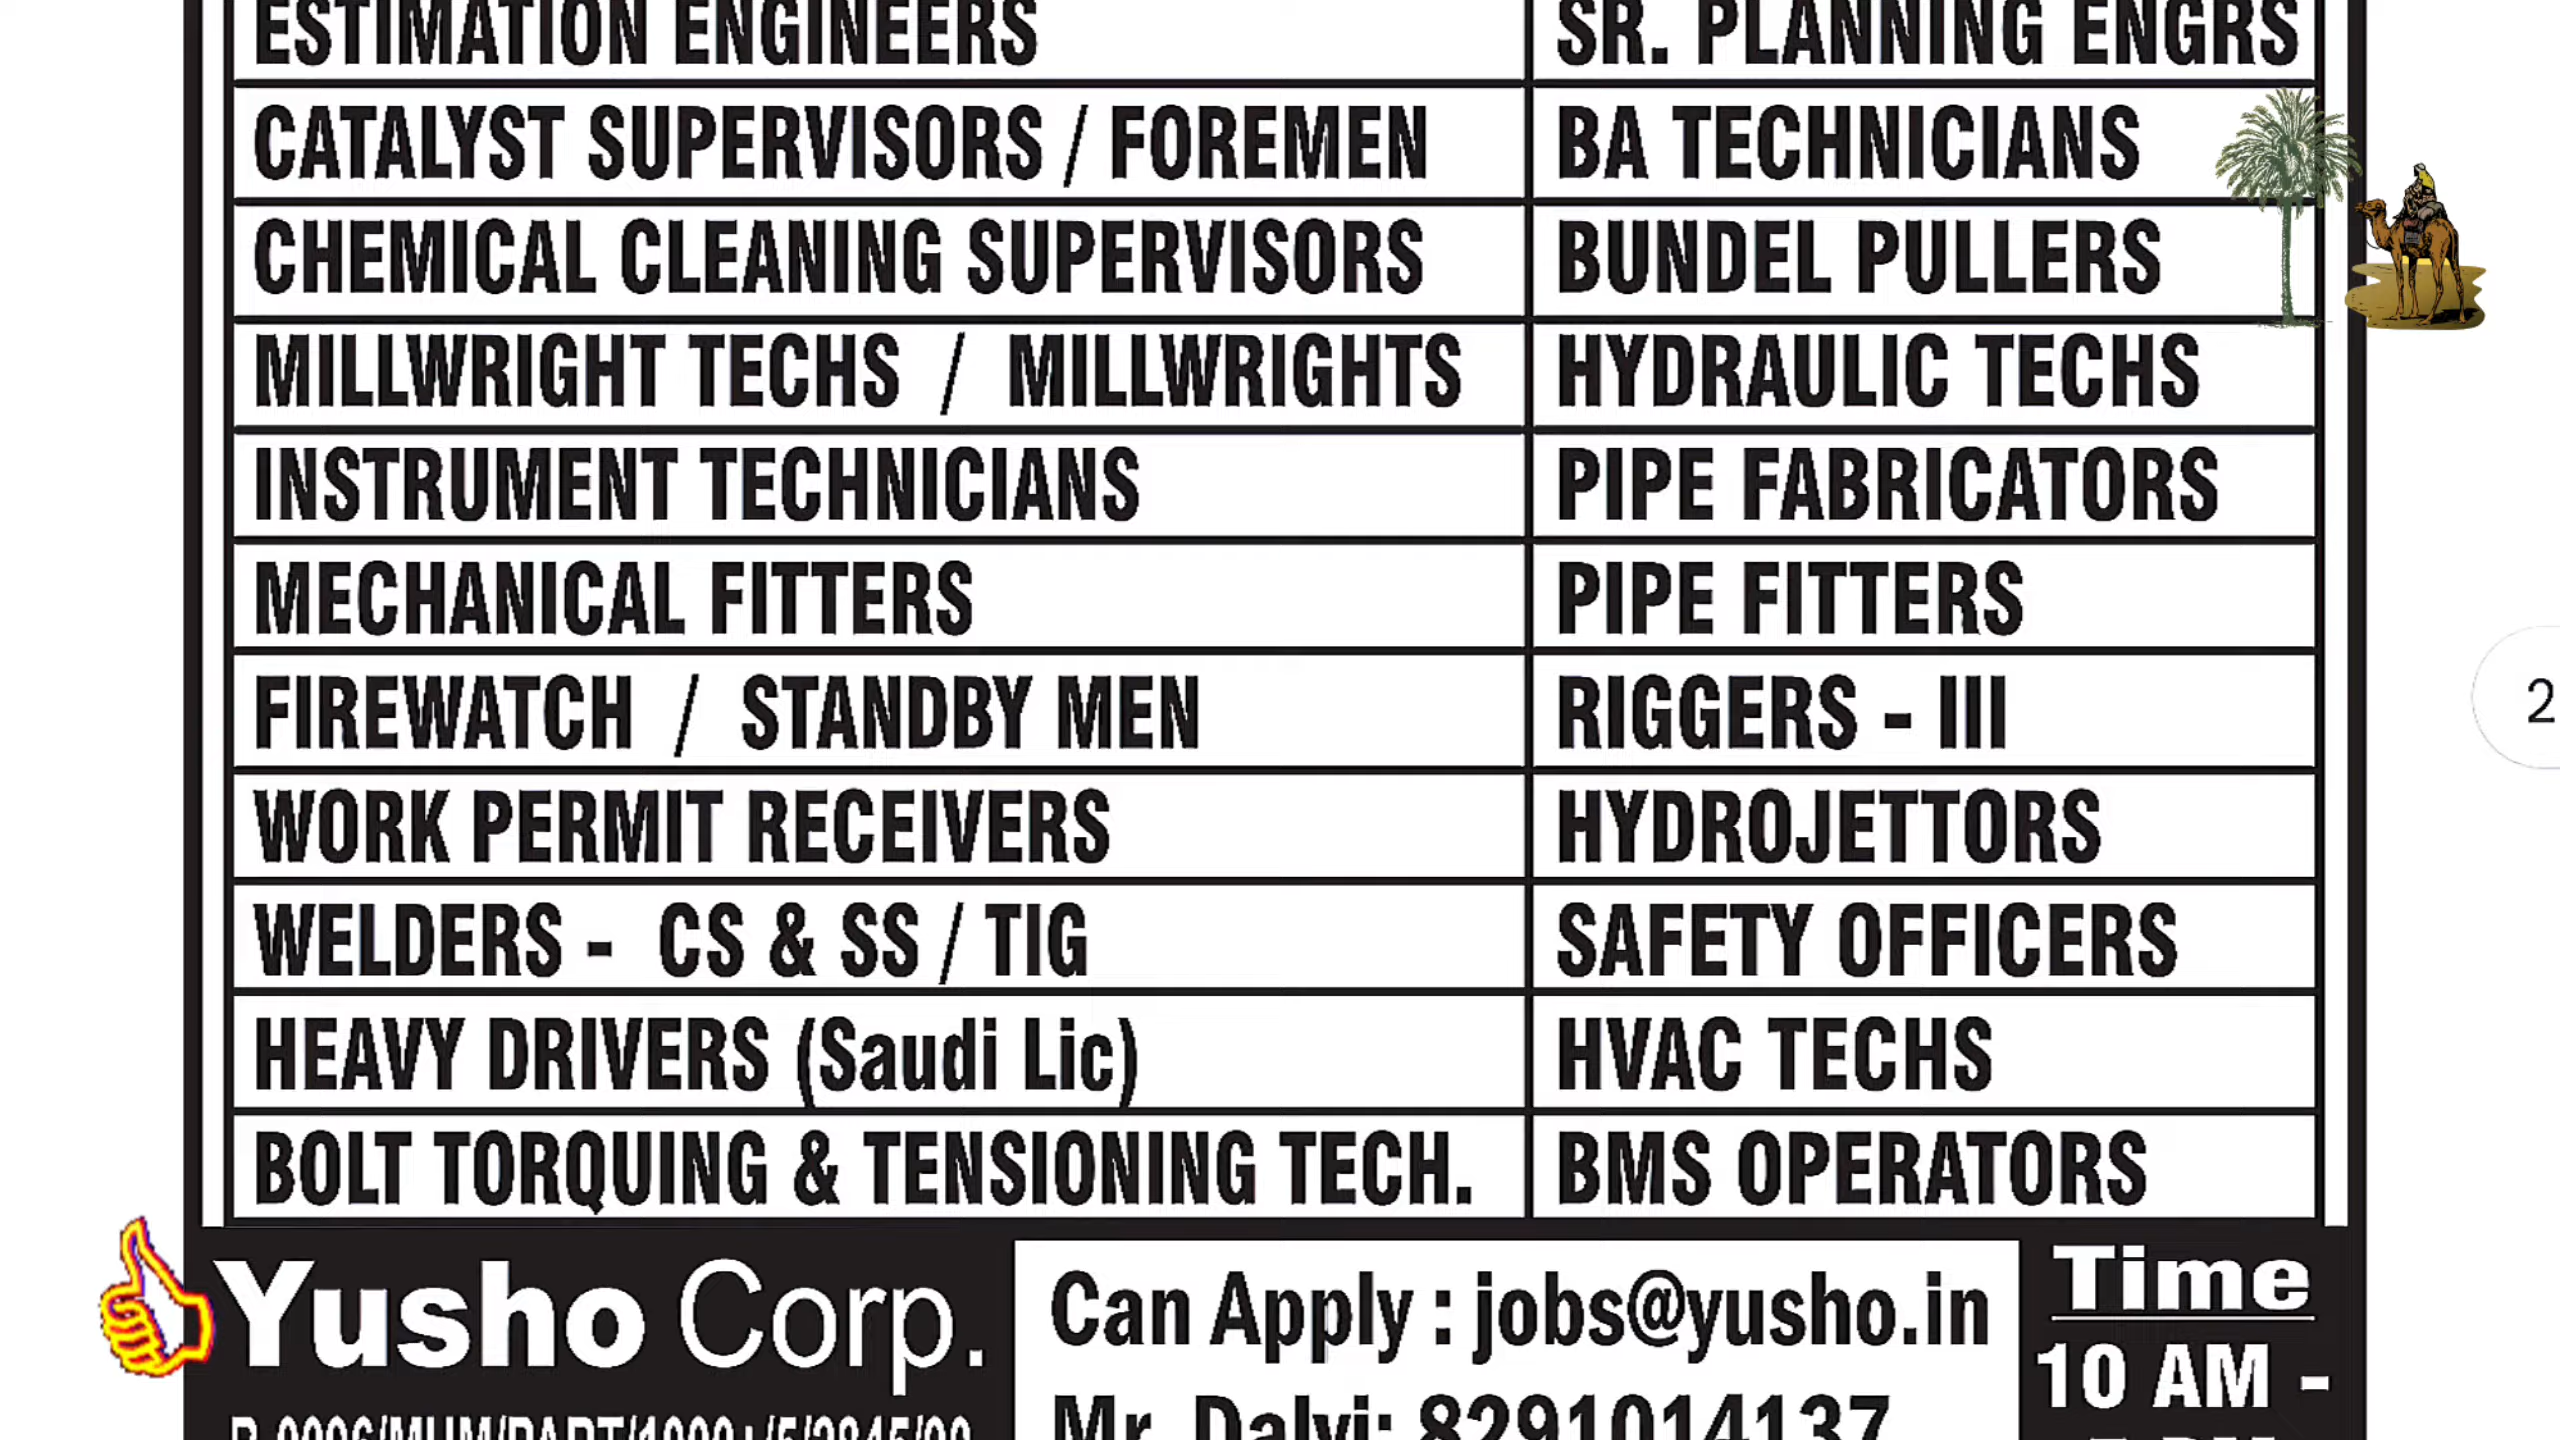 ESTIMATION ENGINEERS SR. PLANNING ENGRS
CATALYST SUPERVISORS / FOREMEN BA TECHNICIANS
CHEMICAL CLEANING SUPERVISORS BUNDEL PULLERS
MILLWRIGHT TECHS / MILLWRIGHTS HYDRAULIC TECHS
INSTRUMENT TECHNICIANS PIPE FABRICATORS
MECHANICAL FITTERS PIPE FITTERS
FIREWATCH / STANDBY MEN RIGGERS - III
2
WORK PERMIT RECEIVERS HYDROJETTORS
WELDERS - CS & SS / TIG SAFETY OFFICERS
HEAVY DRIVERS (Saudi Lic) HVAC TECHS
BOLT TORQUING & TENSIONING TECH. BMS OPERATORS
Yusho Corp.
Can Apply : jobs@yusho.in
Mr. Dalvi: 8291014137
Time
10 AM -